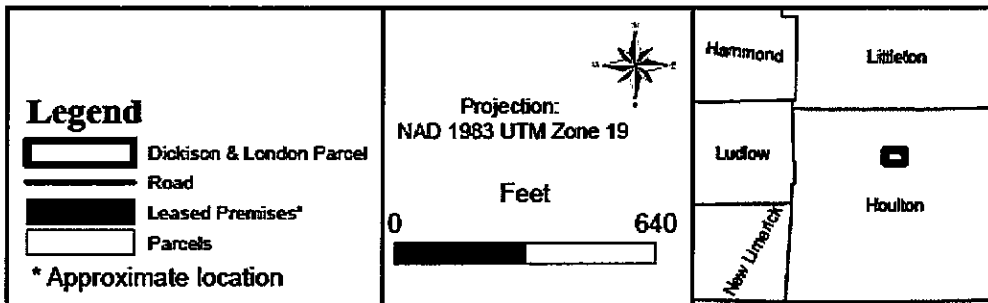 Legend
Dickison & London Parcel
Road
Leased Premises*
Parcels
* Approximate location
Projection:
NAD 1983 UTM Zone 19
Feet
0 640
Hammond
Littleton
Ludlow
Houlton
New Limerick